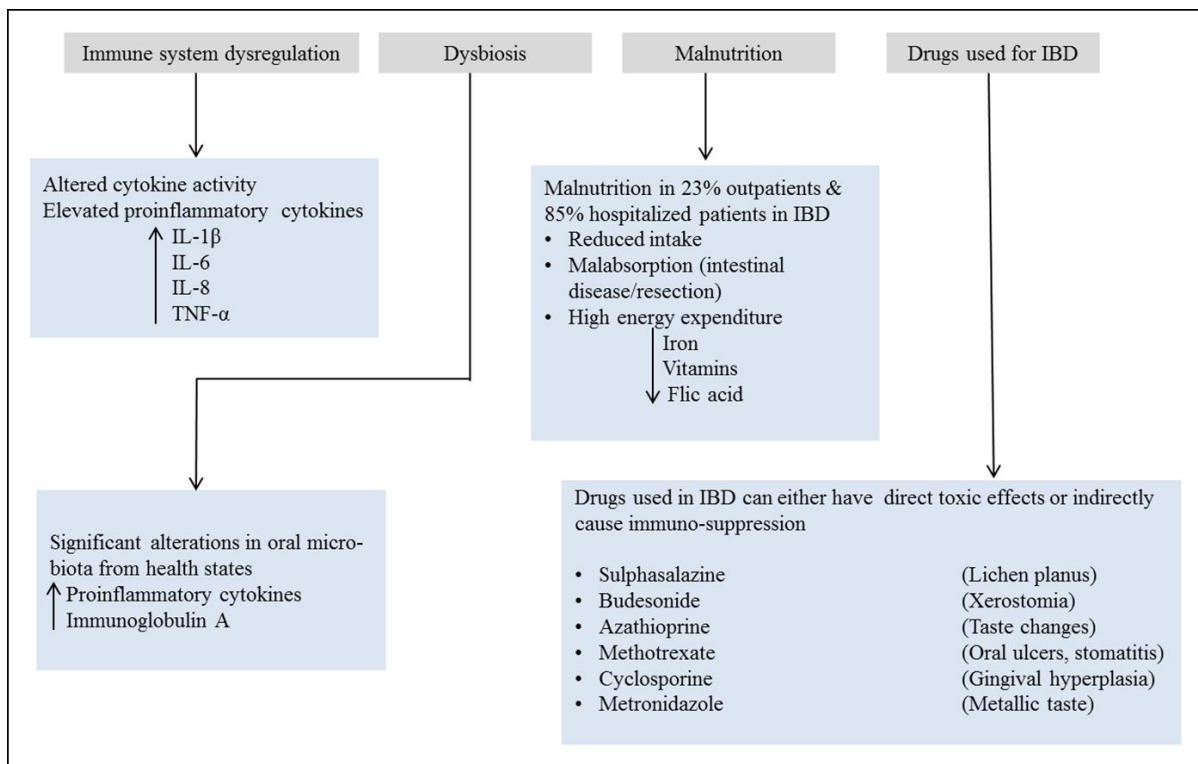 Immune system dysregulation
Dysbiosis
Malnutrition
Drugs used for IBD
Altered cytokine activity
Elevated proinflammatory cytokines
IL-1β
IL-6
IL-8
TNF-α
Malnutrition in 23% outpatients &
85% hospitalized patients in IBD
• Reduced intake
• Malabsorption (intestinal
disease/resection)
• High energy expenditure
Iron
Vitamins
Flic acid
Significant alterations in oral micro-
biota from health states
Proinflammatory cytokines
Immunoglobulin A
Drugs used in IBD can either have direct toxic effects or indirectly
cause immuno-suppression
• Sulphasalazine (Lichen planus)
• Budesonide (Xerostomia)
• Azathioprine (Taste changes)
• Methotrexate (Oral ulcers, stomatitis)
• Cyclosporine (Gingival hyperplasia)
• Metronidazole (Metallic taste)